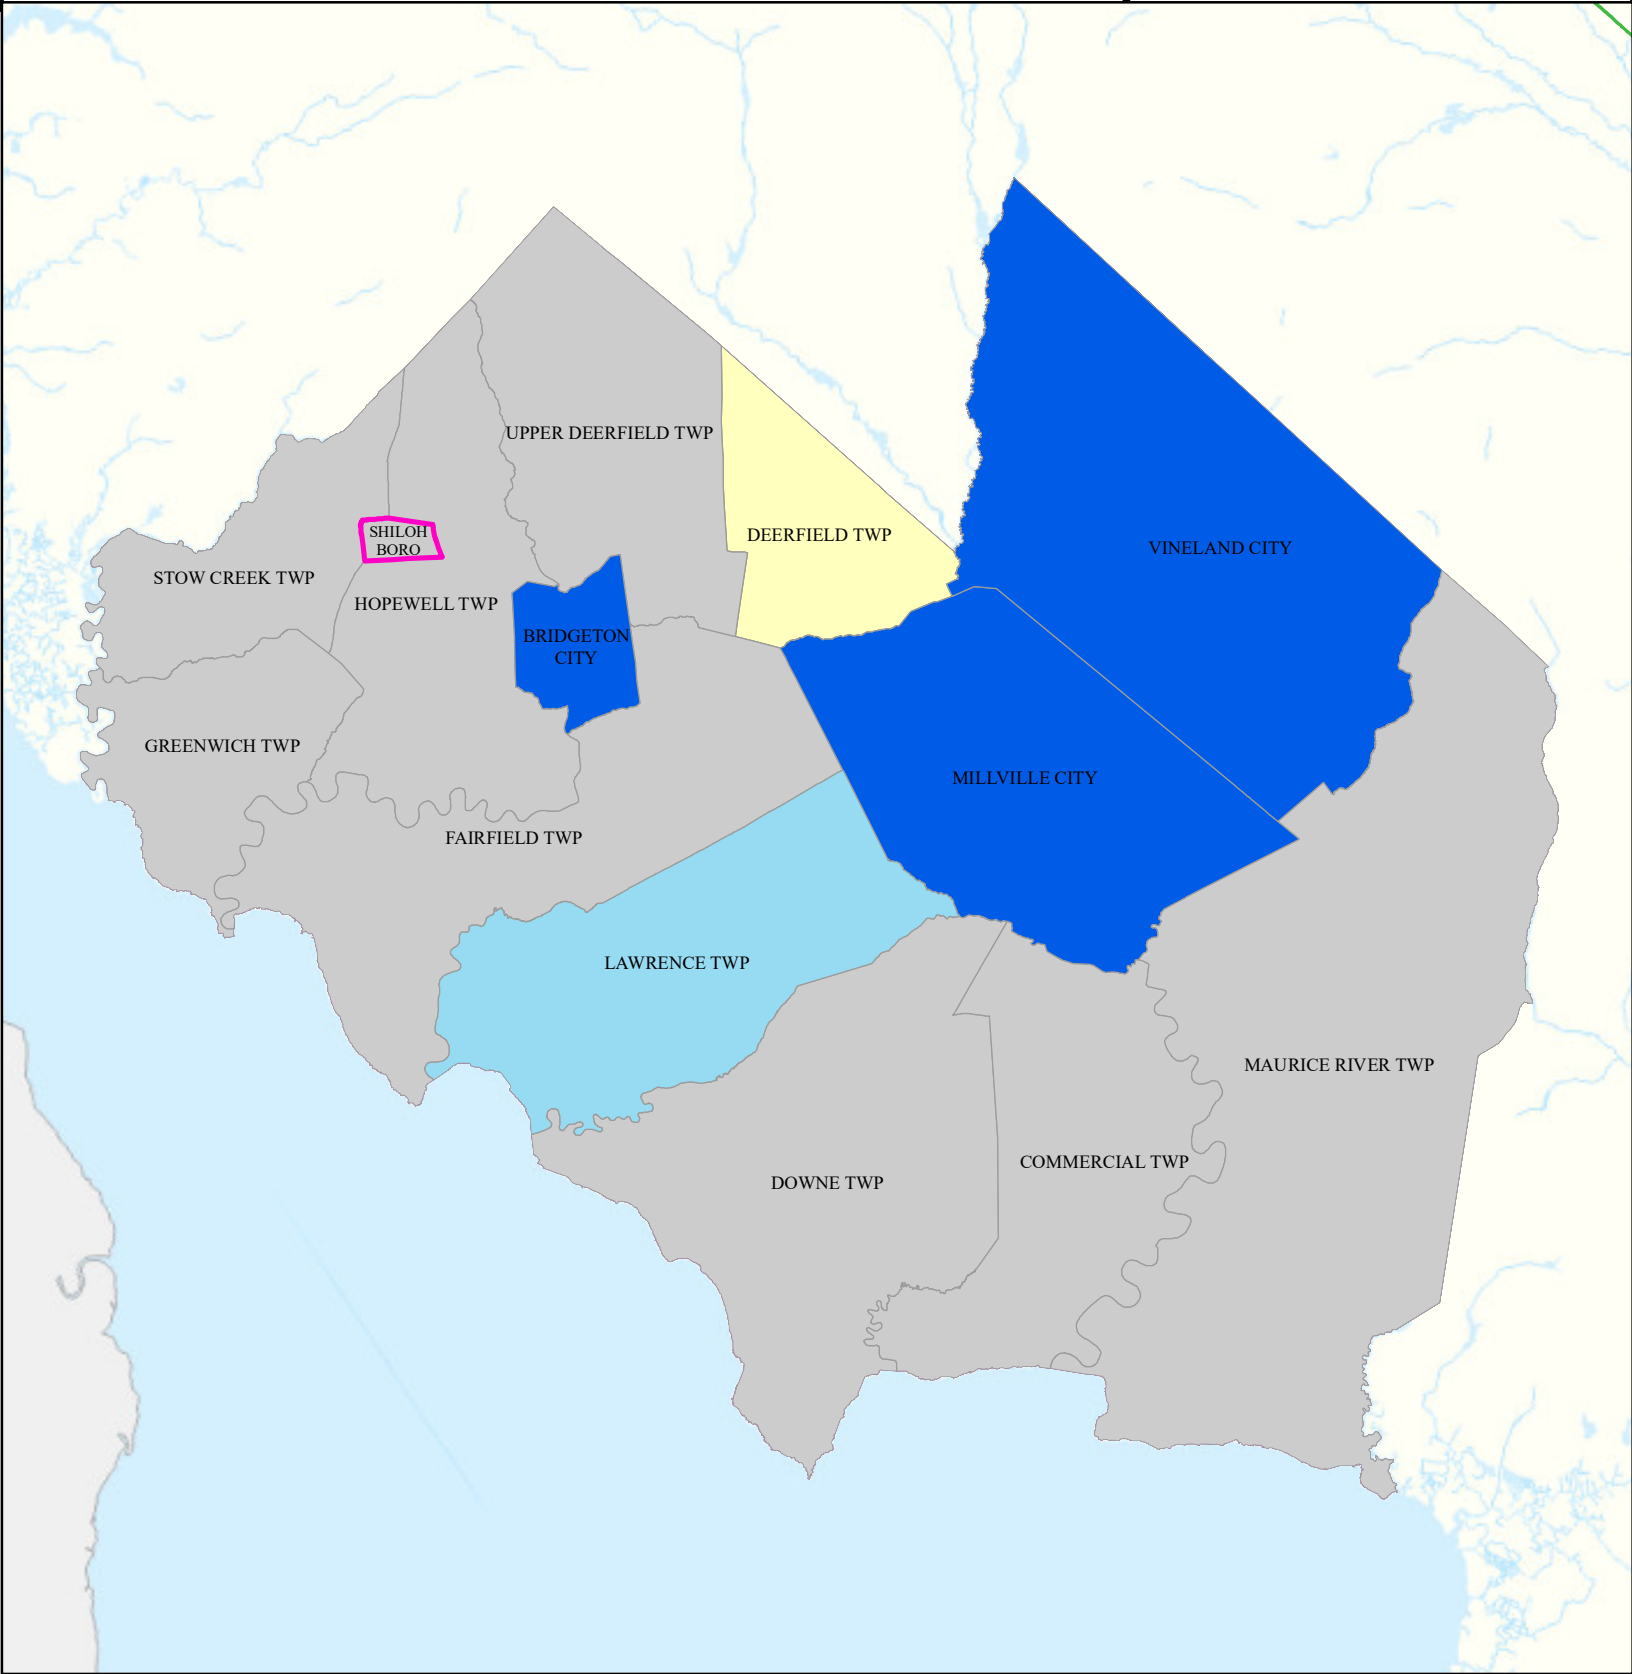 UPPER DEERFIELD TWP
DEERFIELD TWP
SHILOH
BORO
VINELAND CITY
STOW CREEK TWP
HOPEWELL TWP
BRIDGETON
CITY
GREENWICH TWP
MILLVILLE CITY
FAIRFIELD TWP
LAWRENCE TWP
MAURICE RIVER TWP
COMMERCIAL TWP
DOWNE TWP